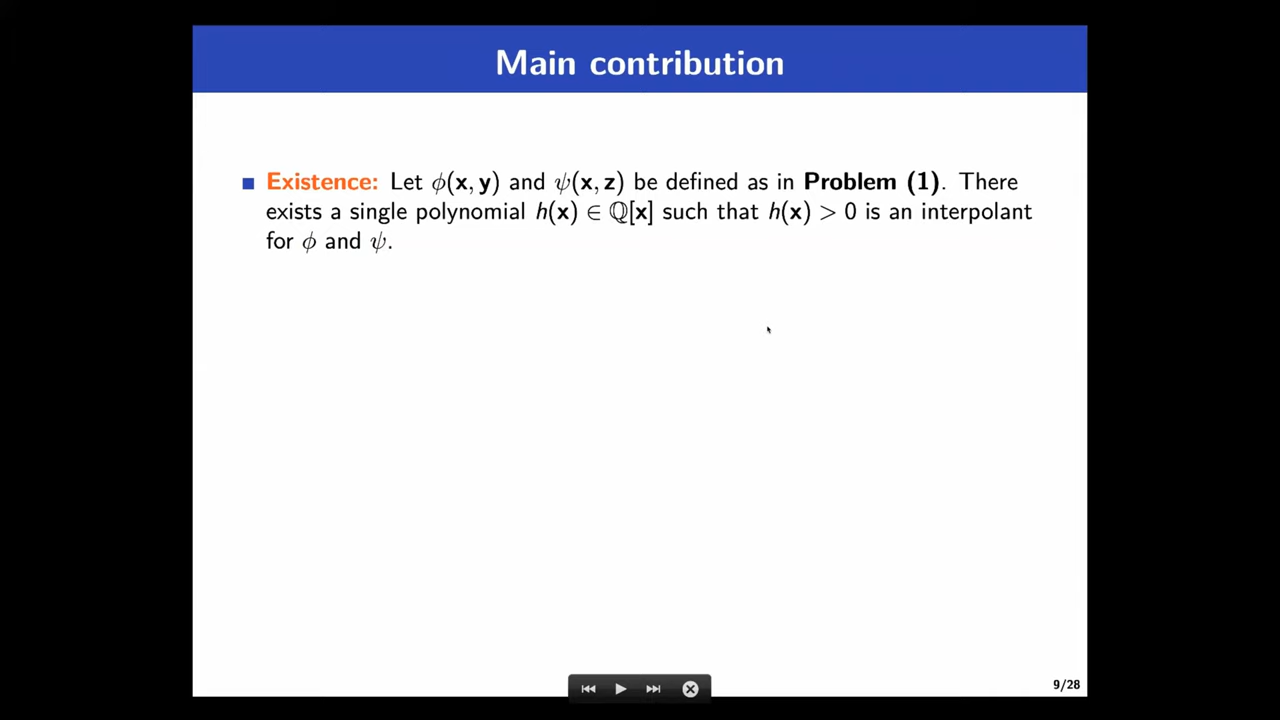 Main contribution
Existence: Let ϕ(x, y) and ψ(x, z) be defined as in Problem (1). There
exists a single polynomial h(x) ∈ ℚ[x] such that h(x) > 0 is an interpolant
for ϕ and ψ.
9/28